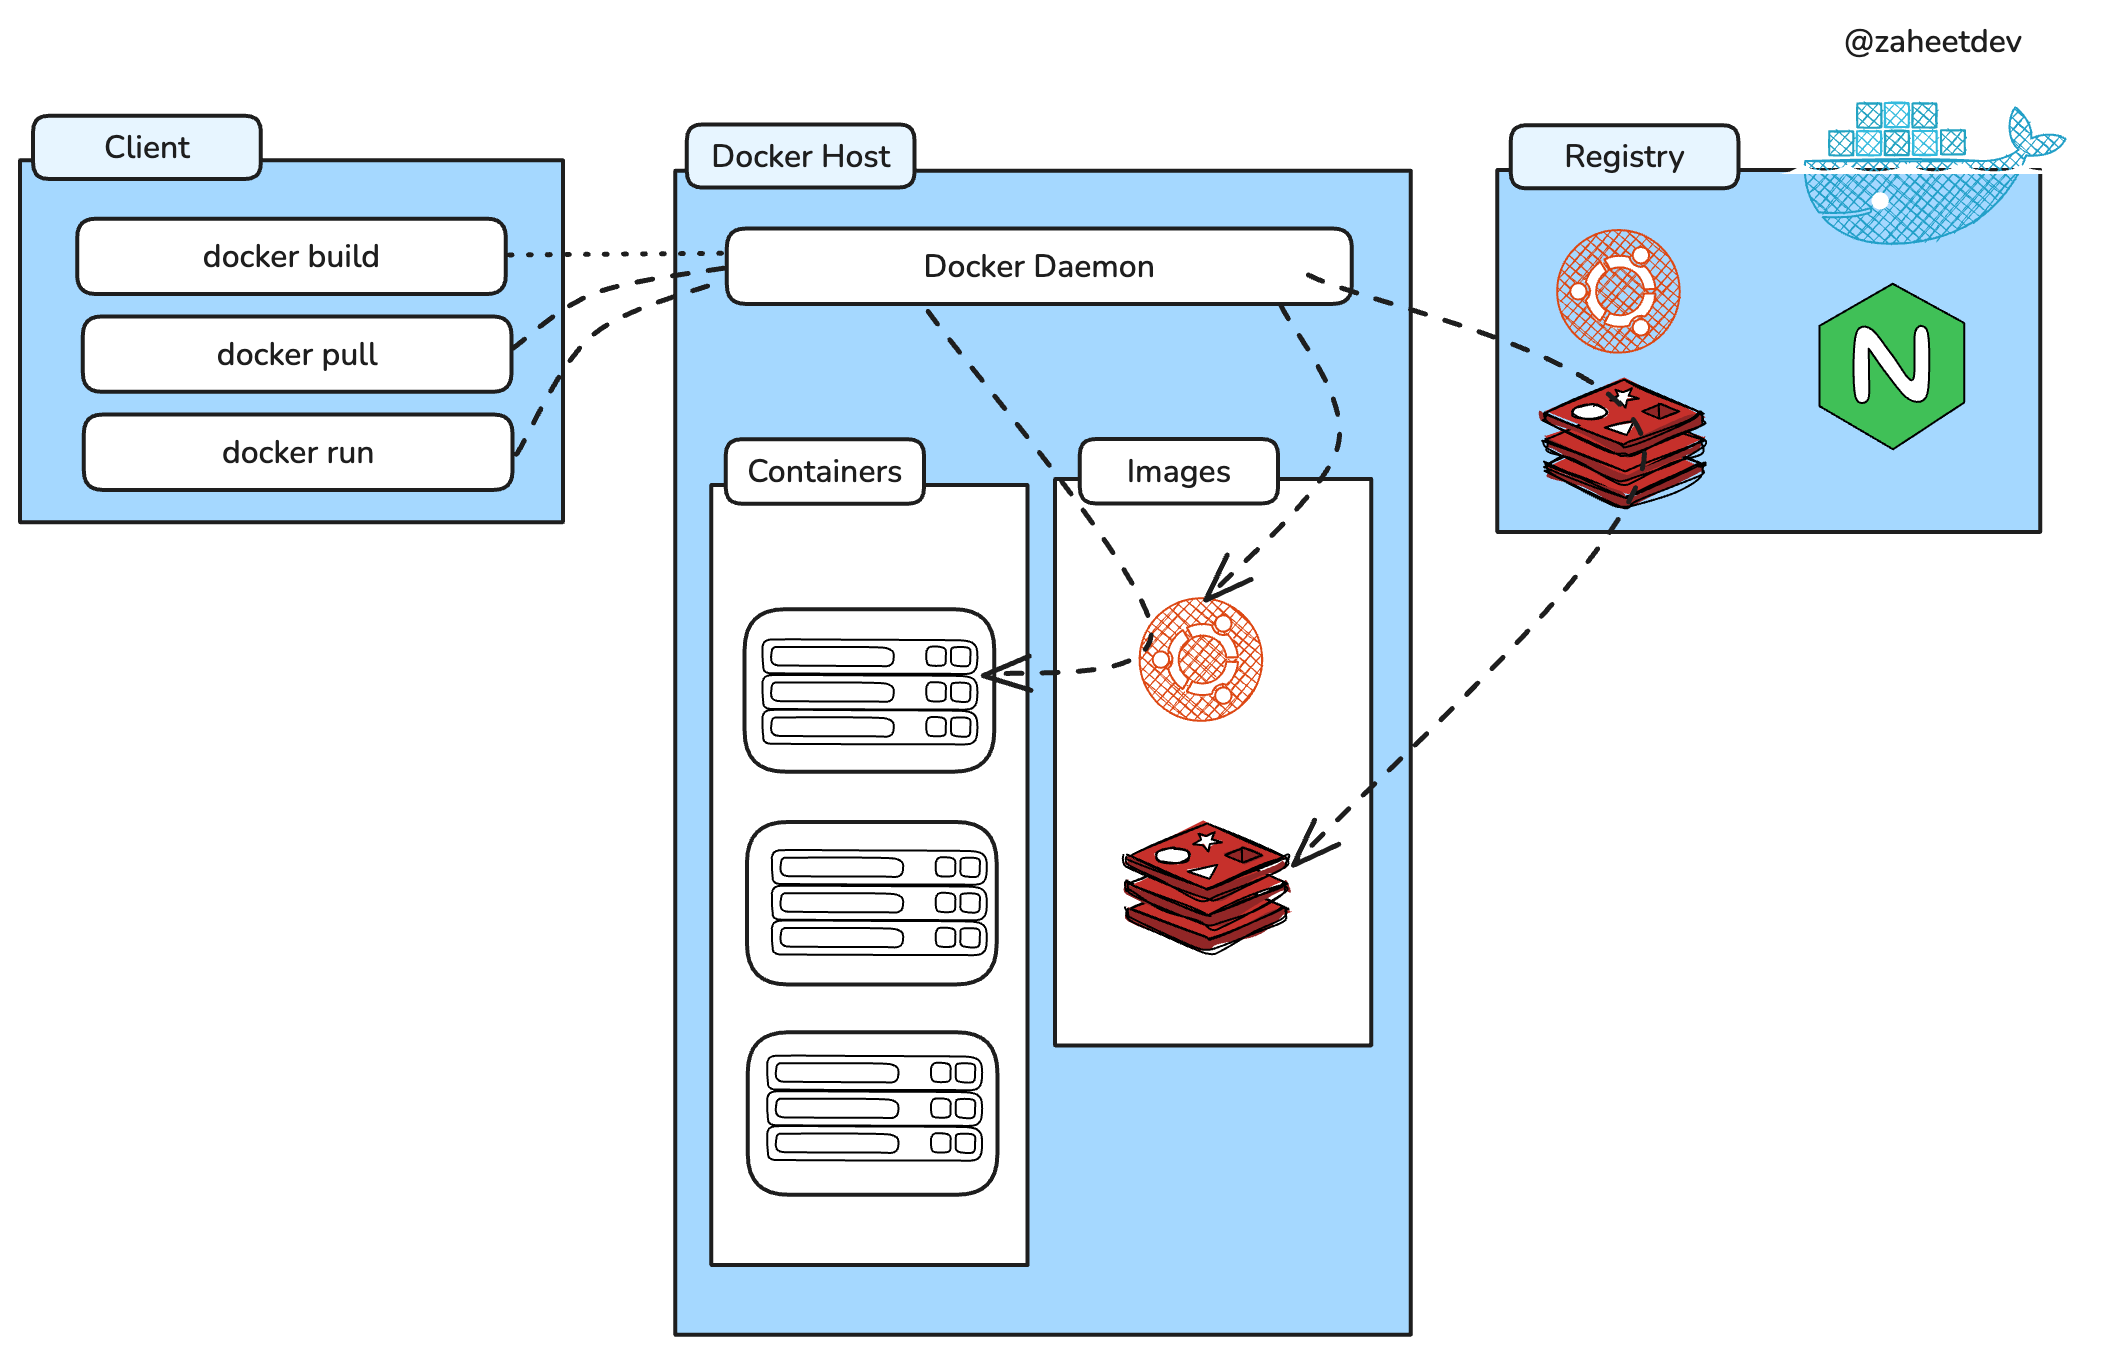 @zaheetdev
Client
docker build
docker pull
docker run
Docker Host
Docker Daemon
Containers
Images
Registry
N